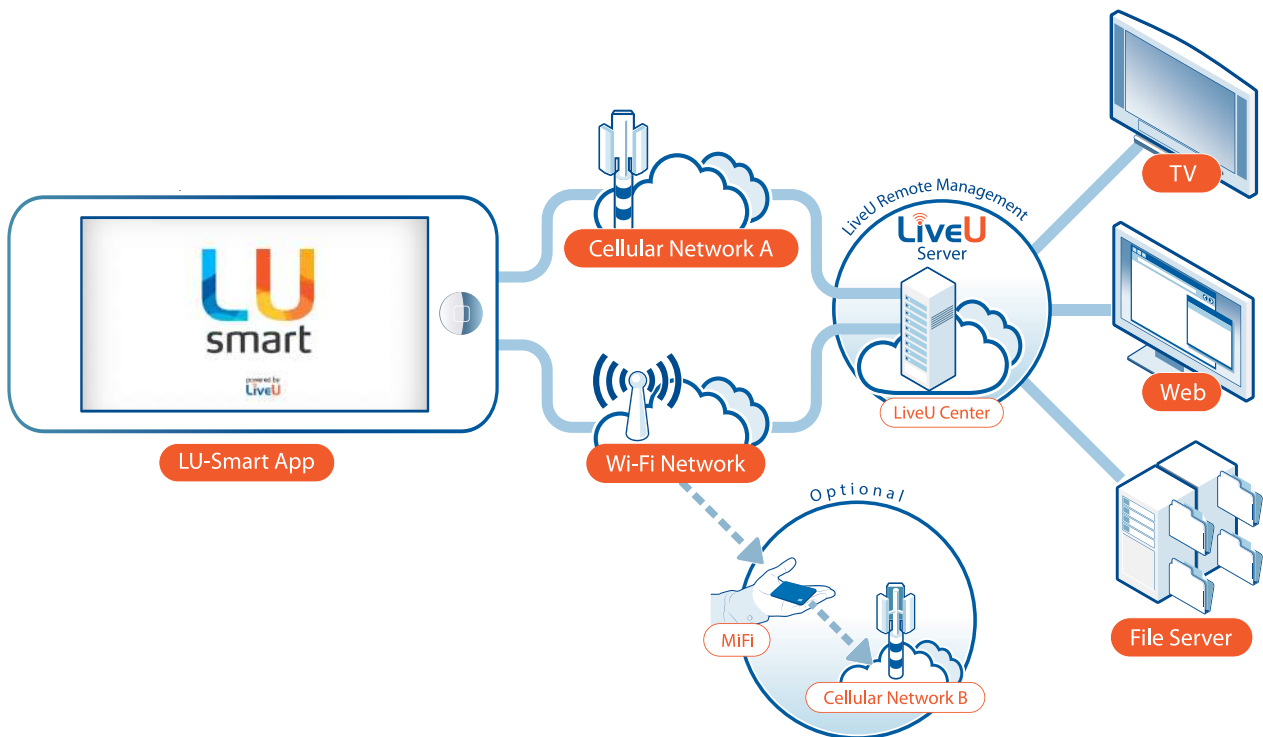 LU
smart
powered by
LiveU
LU-Smart App
Cellular Network A
Wi-Fi Network
LiveU Remote Management
LiveU
Server
LiveU Center
TV
Web
File Server
Optional
MiFi
Cellular Network B